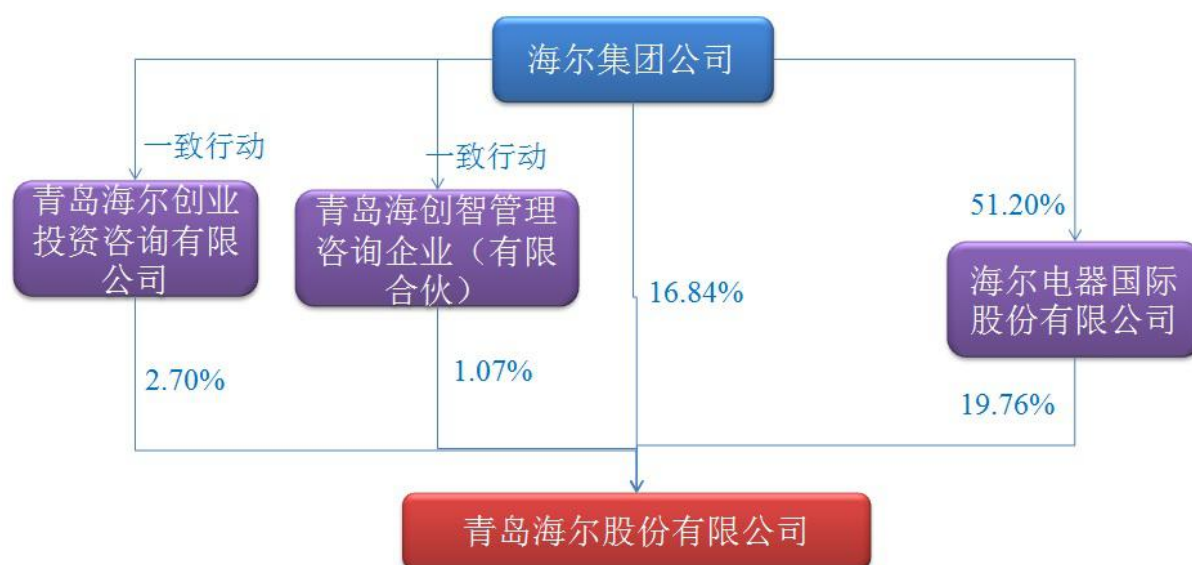 海尔集团公司
一致行动
一致行动
青岛海尔创业
投资咨询有限
公司
青岛海创智管理
咨询企业（有限
合伙）
51.20%
16.84%
海尔电器国际
股份有限公司
2.70%
1.07%
19.76%
青岛海尔股份有限公司